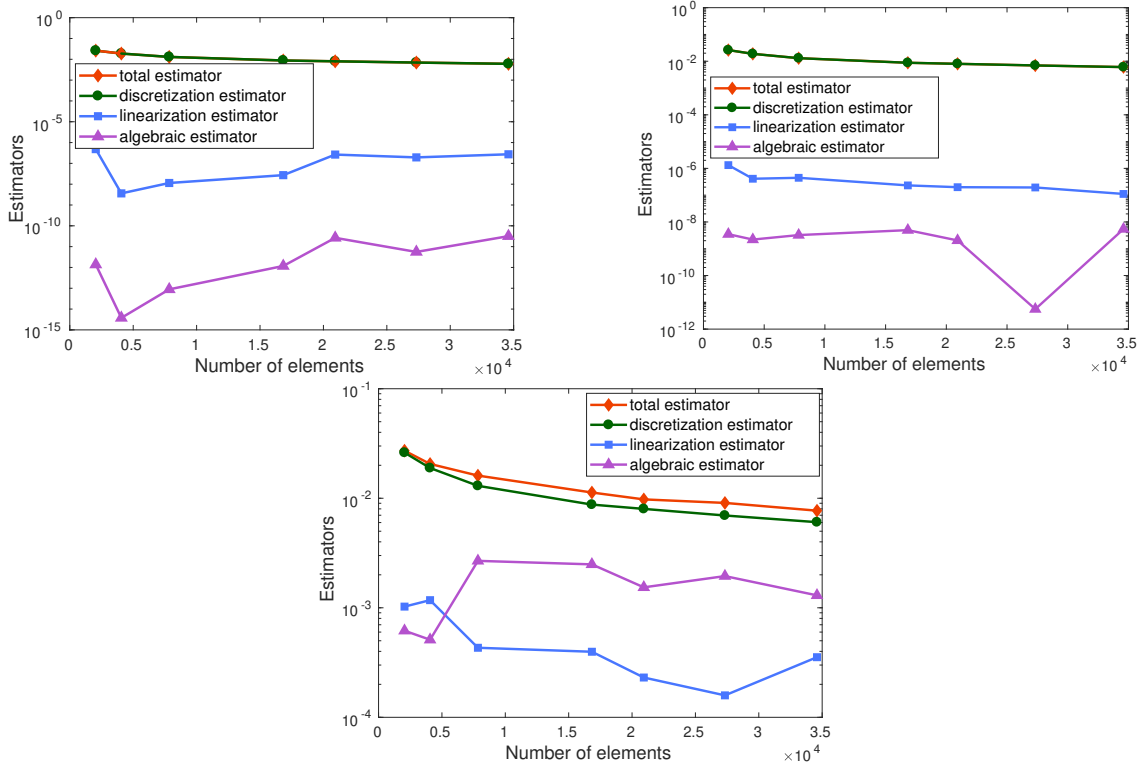 10^0
10^-5
10^-10
10^-15
Estimators
total estimator
discretization estimator
linearization estimator
algebraic estimator
0 0.5 1 1.5 2 2.5 3 3.5
Number of elements
×10^4
10^0
10^-2
10^-4
10^-6
10^-8
10^-10
10^-12
Estimators
total estimator
discretization estimator
linearization estimator
algebraic estimator
0 0.5 1 1.5 2 2.5 3 3.5
Number of elements
×10^4
10^-1
10^-2
10^-3
10^-4
Estimators
total estimator
discretization estimator
linearization estimator
algebraic estimator
0 0.5 1 1.5 2 2.5 3 3.5
Number of elements
×10^4